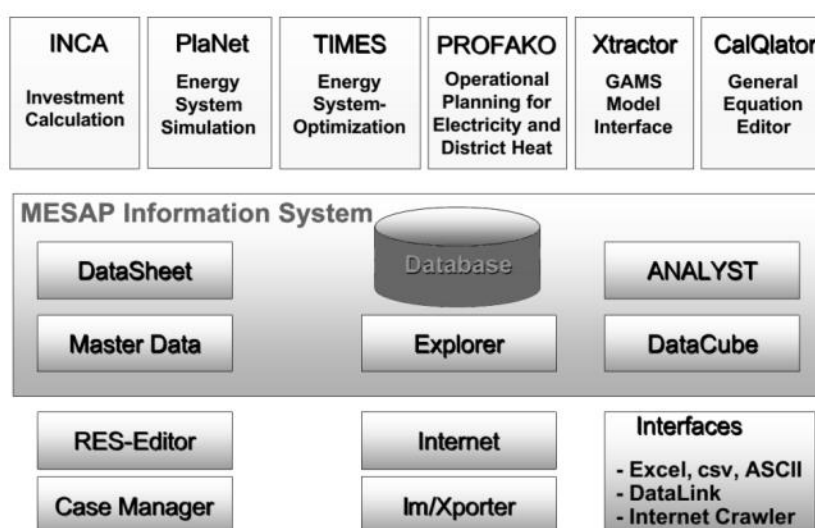 INCA
Investment
Calculation
PlaNet
Energy
System
Simulation
TIMES
Energy
System-
Optimization
PROFAKO
Operational
Planning for
Electricity and
District Heat
Xtractor
GAMS
Model
Interface
CalQlator
General
Equation
Editor
MESAP Information System
DataSheet
Database
ANALYST
Master Data
Explorer
DataCube
RES-Editor
Internet
Case Manager
Im/Xporter
Interfaces
- Excel, csv, ASCII
- DataLink
- Internet Crawler